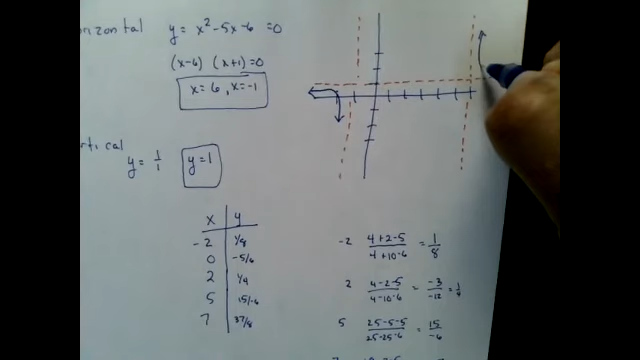 orizontal y = x² -5x -6 = 0
(x-6) (x+1) = 0
x = 6 , x = -1
rtical
y = 1/1 y = 1
x y
-2 1/8
0 -5/6
2 1/4
5 15/-6
7 37/8
-2 4+2-5/4+10-6 = 1/8
2 4-2-5/4-10-6 = -3/-12 = 1/4
5 25-5-5/25-25-6 = 15/-6